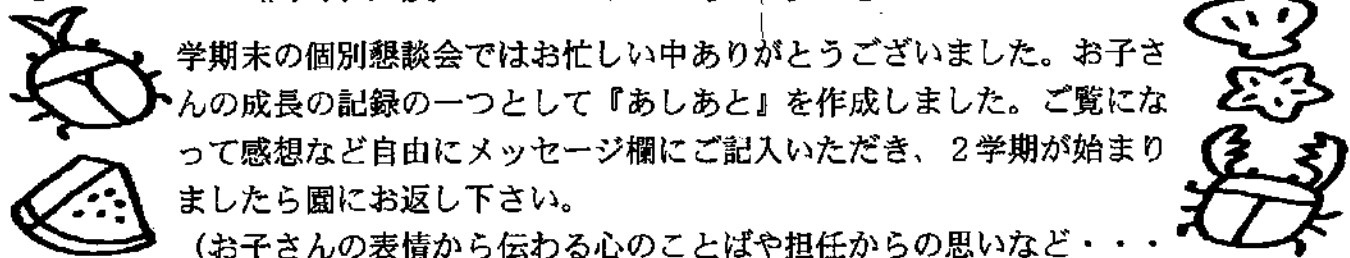 学期末の個別懇談会ではお忙しい中ありがとうございました。お子さ
んの成長の記録の一つとして『あしあと』を作成しました。ご覧にな
って感想など自由にメッセージ欄にご記入いただき、2学期が始まり
ましたら園にお返し下さい。
(お子さんの表情から伝わる心のことばや担任からの思いなど・・・